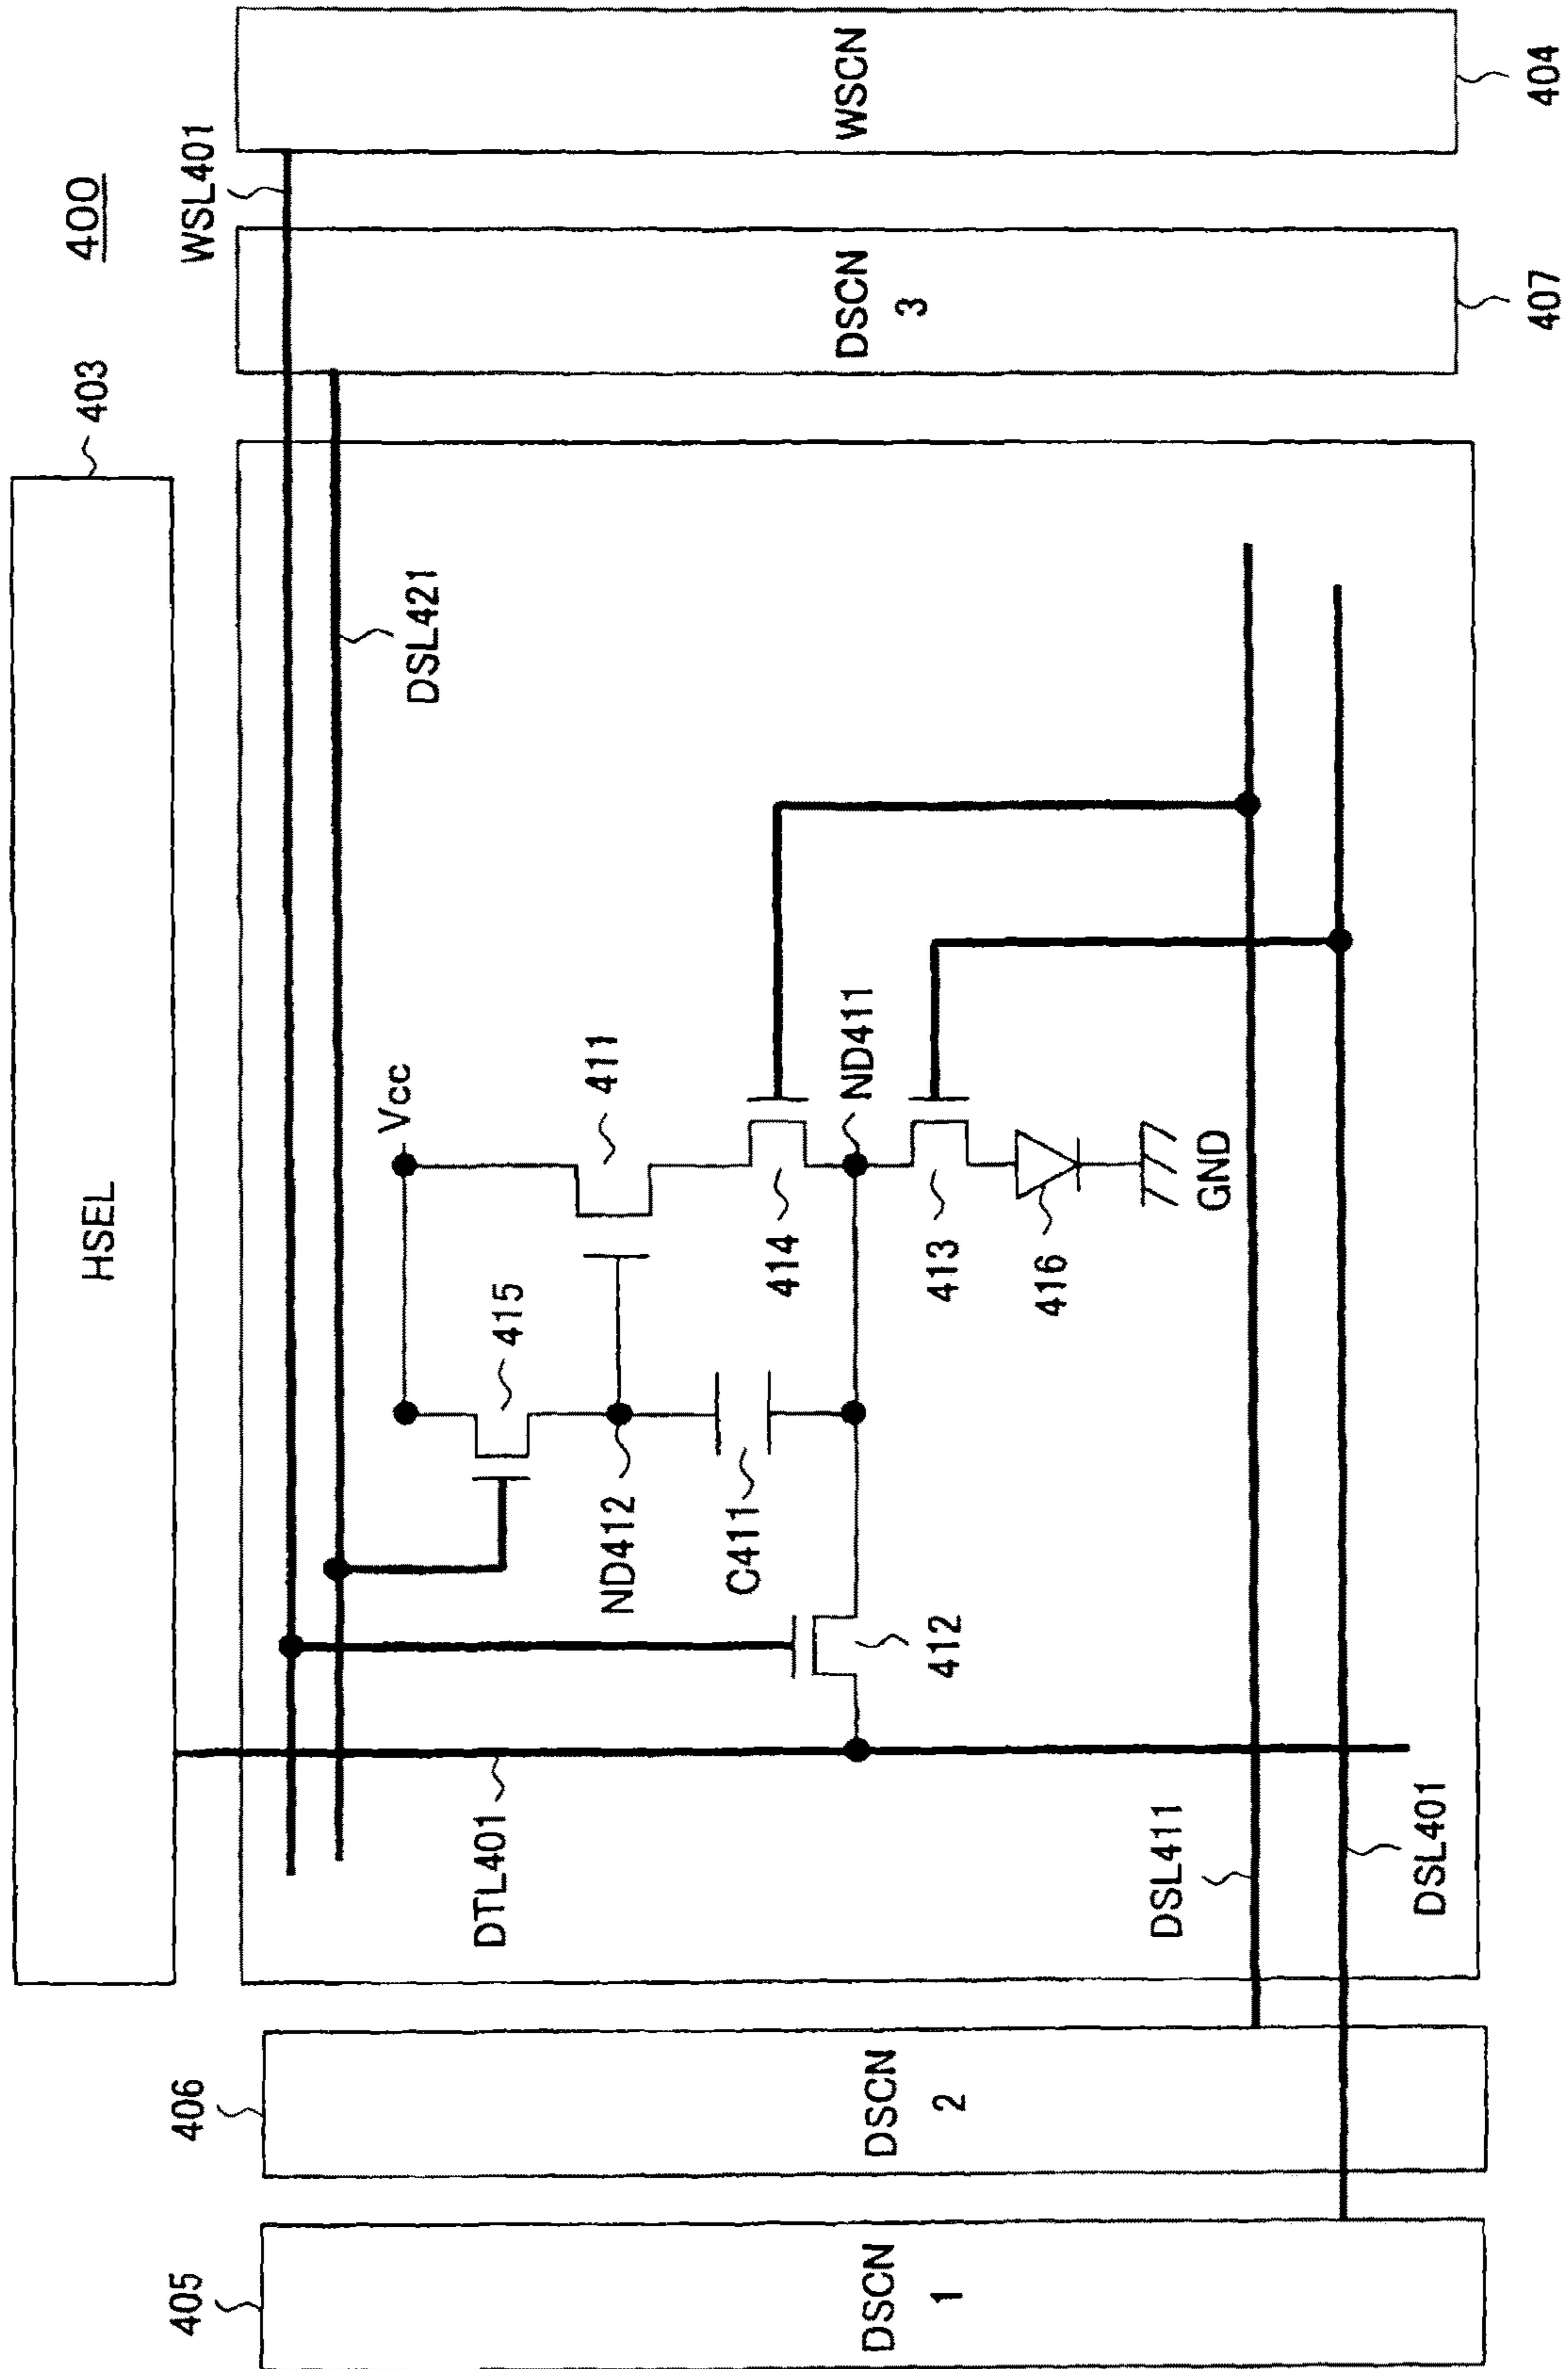 400
403
HSEL
405
DSCN
1
406
DSCN
2
DSCN
3
407
WSCN
404
WSL401
DSL421
DTL401
Vcc
415
411
ND412
C411
414
ND411
412
413
416
GND
DSL411
DSL401